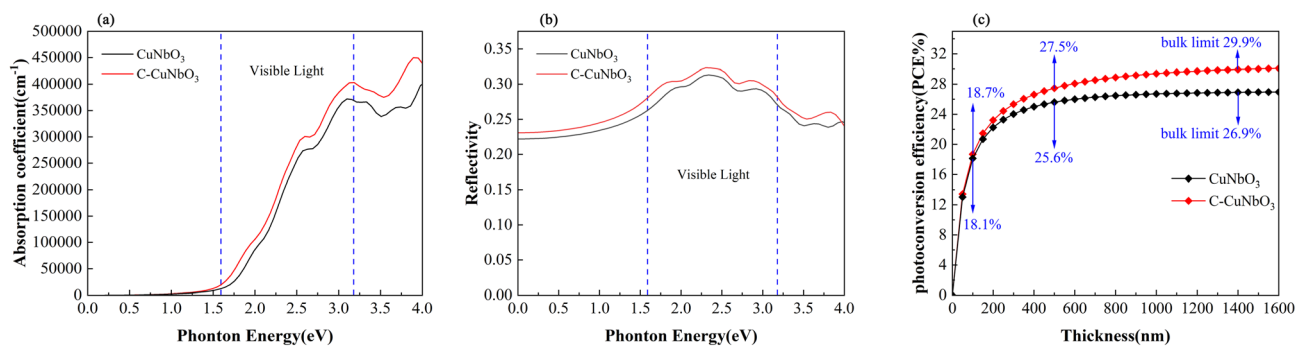 (a)
500000
450000
400000
350000
300000
250000
200000
150000
100000
50000
0
0.0 0.5 1.0 1.5 2.0 2.5 3.0 3.5 4.0
Absorption coefficient(cm⁻¹)
Phonton Energy(eV)
CuNbO₃
C-CuNbO₃
Visible Light
(b)
0.35
0.30
0.25
0.20
0.15
0.10
0.05
0.00
0.0 0.5 1.0 1.5 2.0 2.5 3.0 3.5 4.0
Reflectivity
Phonton Energy(eV)
CuNbO₃
C-CuNbO₃
Visible Light
(c)
32
28
24
20
16
12
8
4
0
0 200 400 600 800 1000 1200 1400 1600
photoconversion efficiency(PCE%)
Thickness(nm)
18.7%
27.5%
bulk limit 29.9%
18.1%
25.6%
bulk limit 26.9%
CuNbO₃
C-CuNbO₃